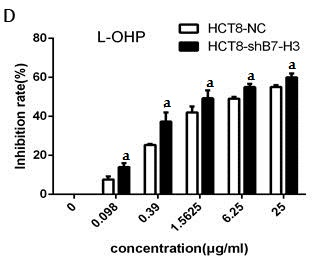 D
L-OHP
HCT8-NC
HCT8-shB7-H3
Inhibition rate(%)
80
60
40
20
0
a
a
a
a
a
0
0.098
0.39
1.5625
6.25
25
concentration(μg/ml)